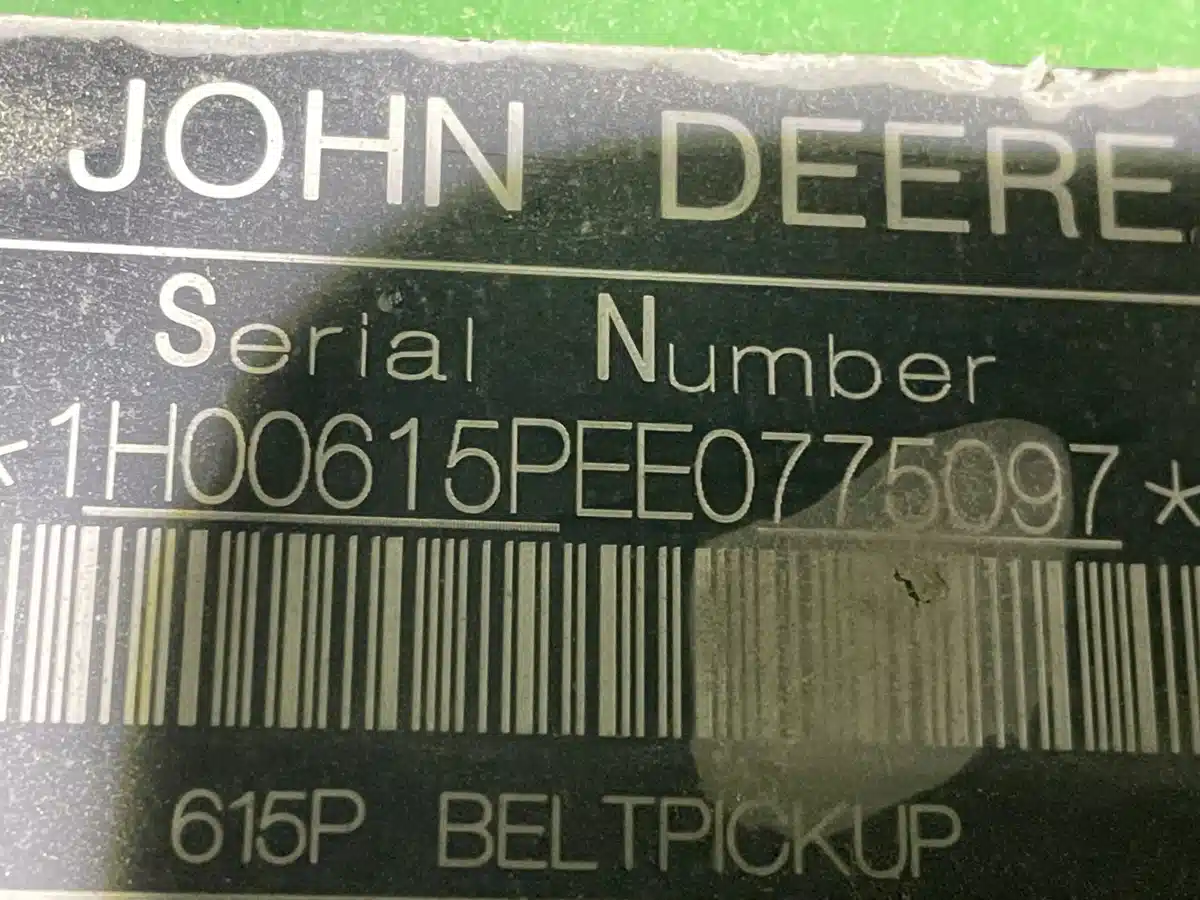 JOHN DEERE
Serial Number
*1H00615PEE0775097*
615P BELTPICKUP